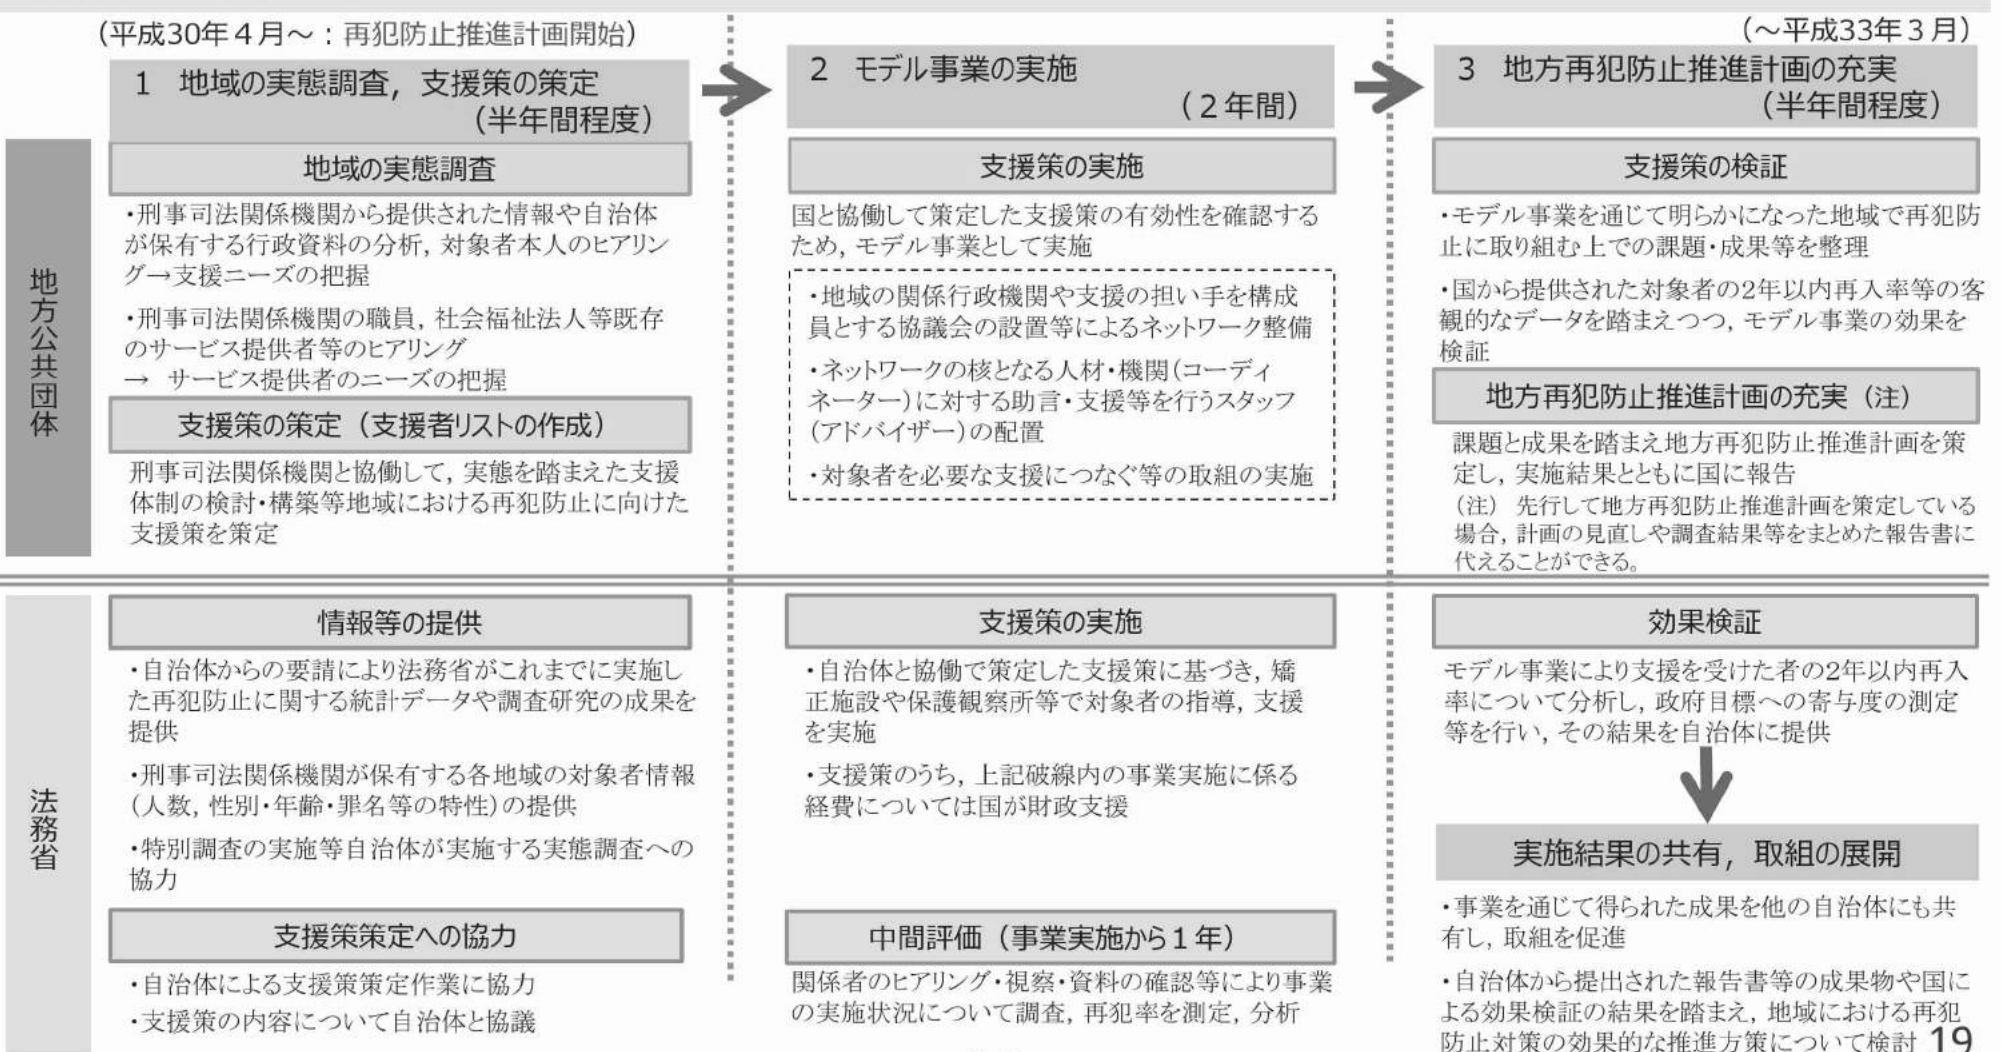 (平成30年4月～：再犯防止推進計画開始)
1 地域の実態調査，支援策の策定
(半年間程度)
2 モデル事業の実施
(2年間)
(～平成33年3月)
3 地方再犯防止推進計画の充実
(半年間程度)
地方公共団体
地域の実態調査
・刑事司法関係機関から提供された情報や自治体
が保有する行政資料の分析，対象者本人のヒアリン
グ→支援ニーズの把握
・刑事司法関係機関の職員，社会福祉法人等既存
のサービス提供者等のヒアリング
→ サービス提供者のニーズの把握
支援策の策定（支援者リストの作成）
刑事司法関係機関と協働して，実態を踏まえた支援
体制の検討・構築等地域における再犯防止に向けた
支援策を策定
支援策の実施
国と協働して策定した支援策の有効性を確認する
ため，モデル事業として実施
・地域の関係行政機関や支援の担い手を構成
員とする協議会の設置等によるネットワーク整備
・ネットワークの核となる人材・機関（コーディ
ネーター）に対する助言・支援等を行うスタッフ
（アドバイザー）の配置
・対象者を必要な支援につなぐ等の取組の実施
支援策の検証
・モデル事業を通じて明らかになった地域で再犯防
止に取り組む上での課題・成果等を整理
・国から提供された対象者の2年以内再入率等の客
観的なデータを踏まえつつ，モデル事業の効果を
検証
地方再犯防止推進計画の充実（注）
課題と成果を踏まえ地方再犯防止推進計画を策
定し，実施結果とともに国に報告
（注） 先行して地方再犯防止推進計画を策定している
場合，計画の見直しや調査結果等をまとめた報告書に
代えることができる。
法務省
情報等の提供
・自治体からの要請により法務省がこれまでに実施し
た再犯防止に関する統計データや調査研究の成果を
提供
・刑事司法関係機関が保有する各地域の対象者情報
（人数，性別・年齢・罪名等の特性）の提供
・特別調査の実施等自治体が実施する実態調査への
協力
支援策策定への協力
・自治体による支援策策定作業に協力
・支援策の内容について自治体と協議
支援策の実施
・自治体と協働で策定した支援策に基づき，矯
正施設や保護観察所等で対象者の指導，支援
を実施
・支援策のうち，上記破線内の事業実施に係る
経費については国が財政支援
中間評価（事業実施から1年）
関係者のヒアリング・視察・資料の確認等により事業
の実施状況について調査，再犯率を測定，分析
効果検証
モデル事業により支援を受けた者の2年以内再入
率について分析し，政府目標への寄与度の測定
等を行い，その結果を自治体に提供
実施結果の共有，取組の展開
・事業を通じて得られた成果を他の自治体にも共
有し，取組を促進
・自治体から提出された報告書等の成果物や国に
よる効果検証の結果を踏まえ，地域における再犯
防止対策の効果的な推進方策について検討
19